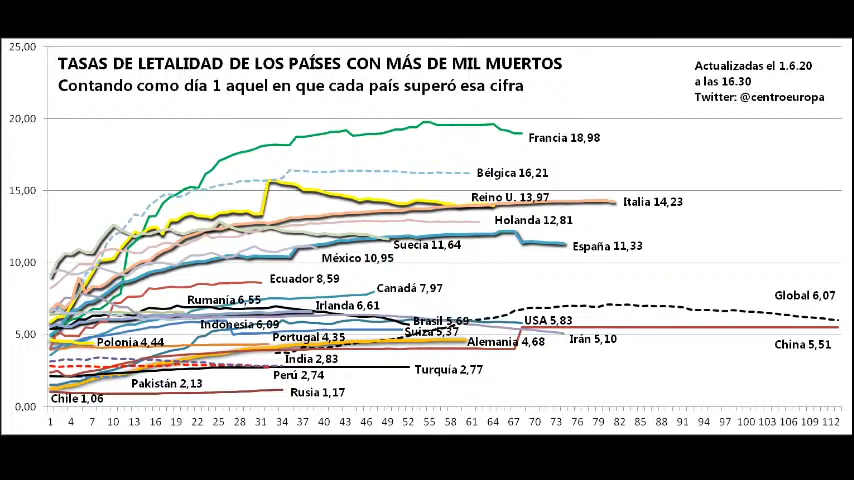 25,00
TASAS DE LETALIDAD DE LOS PAÍSES CON MÁS DE MIL MUERTOS
Contando como día 1 aquel en que cada país superó esa cifra
Actualizadas el 1.6.20
a las 16.30
Twitter: @centroeuropa
20,00
Francia 18,98
Bélgica 16,21
15,00
Reino U. 13,97
Italia 14,23
Holanda 12,81
Suecia 11,64
España 11,33
México 10,95
10,00
Ecuador 8,59
Canadá 7,97
Global 6,07
Rumanía 6,55
Irlanda 6,61
Indonesia 6,09
Brasil 5,69
USA 5,83
5,00
Suiza 5,37
Polonia 4,44
Portugal 4,35
Alemania 4,68
Irán 5,10
China 5,51
India 2,83
Turquía 2,77
Perú 2,74
Pakistán 2,13
Rusia 1,17
Chile 1,06
0,00
1 4 7 10 13 16 19 22 25 28 31 34 37 40 43 46 49 52 55 58 61 64 67 70 73 76 79 82 85 88 91 94 97 100 103 106 109 112